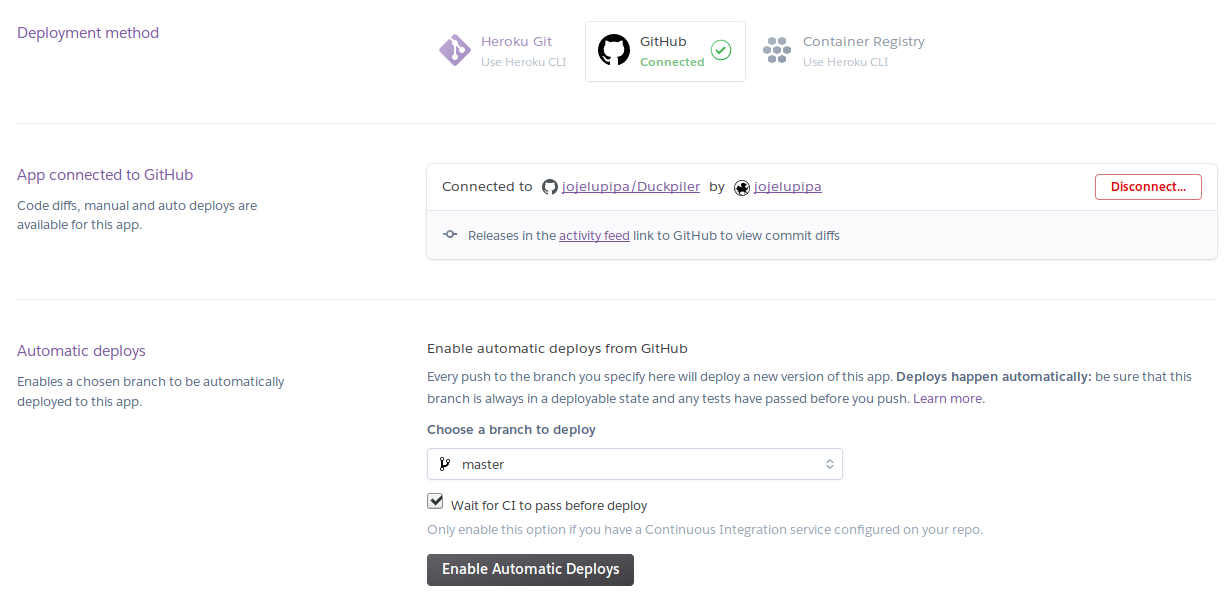 Deployment method
Heroku Git
Use Heroku CLI
GitHub
Connected
Container Registry
Use Heroku CLI
App connected to GitHub
Code diffs, manual and auto deploys are
available for this app.
Connected to jojelupipa/Duckpiler by jojelupipa
Disconnect...
Releases in the activity feed link to GitHub to view commit diffs
Automatic deploys
Enables a chosen branch to be automatically
deployed to this app.
Enable automatic deploys from GitHub
Every push to the branch you specify here will deploy a new version of this app. Deploys happen automatically: be sure that this
branch is always in a deployable state and any tests have passed before you push. Learn more.
Choose a branch to deploy
master
Wait for CI to pass before deploy
Only enable this option if you have a Continuous Integration service configured on your repo.
Enable Automatic Deploys